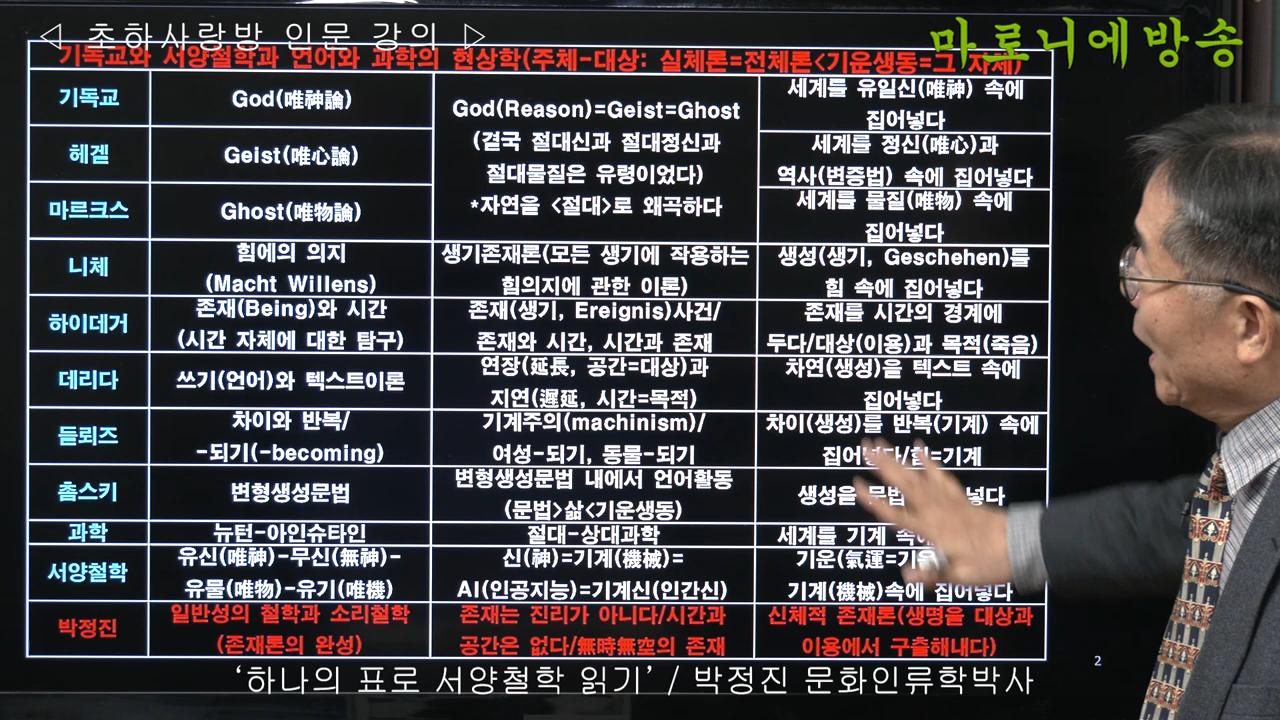 ◁ 초하사랑방 인문 강의 ▷
마로니에방송
기독교와 서양철학과 언어와 과학의 현상학(주체-대상: 실체론=전체론<기운생동=그 자체)
기독교
God(唯神論)
God(Reason)=Geist=Ghost
(결국 절대신과 절대정신과
절대물질은 유령이었다)
*자연을 <절대>로 왜곡하다
세계를 유일신(唯神) 속에
집어넣다
헤겔
Geist(唯心論)
세계를 정신(唯心)과
역사(변증법) 속에 집어넣다
마르크스
Ghost(唯物論)
세계를 물질(唯物) 속에
집어넣다
니체
힘에의 의지
(Macht Willens)
생기존재론(모든 생기에 작용하는
힘의지에 관한 이론)
생성(생기, Geschehen)를
힘 속에 집어넣다
하이데거
존재(Being)와 시간
(시간 자체에 대한 탐구)
존재(생기, Ereignis)사건/
존재와 시간, 시간과 존재
존재를 시간의 경계에
두다/대상(이용)과 목적(죽음)
데리다
쓰기(언어)와 텍스트이론
연장(延長, 공간=대상)과
지연(遲延, 시간=목적)
차연(생성)을 텍스트 속에
집어넣다
들뢰즈
차이와 반복/
-되기(-becoming)
기계주의(machinism)/
여성-되기, 동물-되기
차이(생성)를 반복(기계) 속에
집어넣다/힘=기계
촘스키
변형생성문법
변형생성문법 내에서 언어활동
(문법>삶<기운생동)
생성을 문법 넣다
과학
뉴턴-아인슈타인
절대-상대과학
세계를 기계 속에
서양철학
유신(唯神)-무신(無神)-
유물(唯物)-유기(唯機)
신(神)=기계(機械)=
AI(인공지능)=기계신(인간신)
기운(氣運=기운
기계(機械)속에 집어넣다
박정진
일반성의 철학과 소리철학
(존재론의 완성)
존재는 진리가 아니다/시간과
공간은 없다/無時無空의 존재
신체적 존재론(생명을 대상과
이용에서 구출해내다)
2
'하나의 표로 서양철학 읽기' / 박정진 문화인류학박사